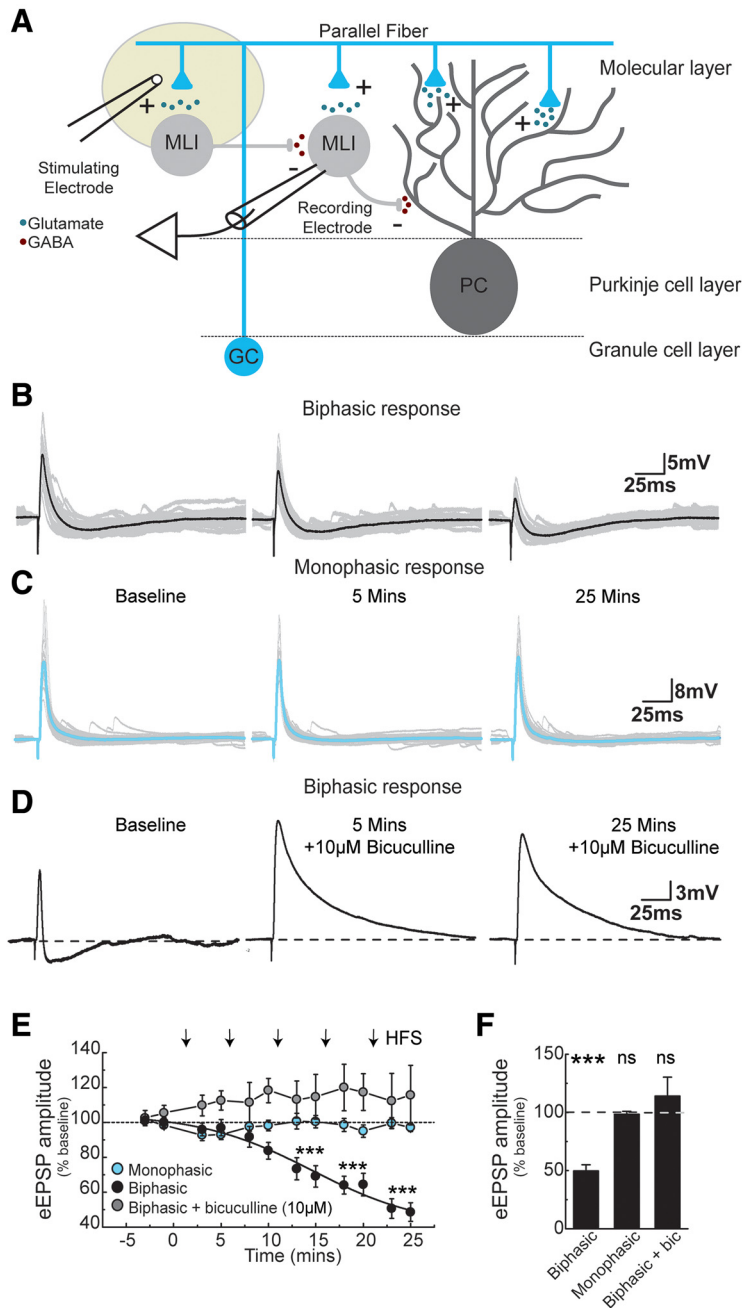 A
Parallel Fiber
Molecular layer
+
+
+
+
MLI
MLI
Stimulating
Electrode
-
Recording
Electrode
-
Glutamate
GABA
PC
Purkinje cell layer
GC
Granule cell layer
B
Biphasic response
5mV
25ms
C
Monophasic response
Baseline
5 Mins
25 Mins
8mV
25ms
D
Biphasic response
Baseline
5 Mins
+10µM Bicuculline
25 Mins
+10µM Bicuculline
3mV
25ms
E
HFS
eEPSP amplitude
(% baseline)
140
120
100
80
60
40
Monophasic
Biphasic
Biphasic + bicuculline (10µM)
***
***
***
-5 0 5 10 15 20 25
Time (mins)
F
eEPSP amplitude
(% baseline)
150
100
50
0
*** ns ns
Biphasic
Monophasic
Biphasic + bic